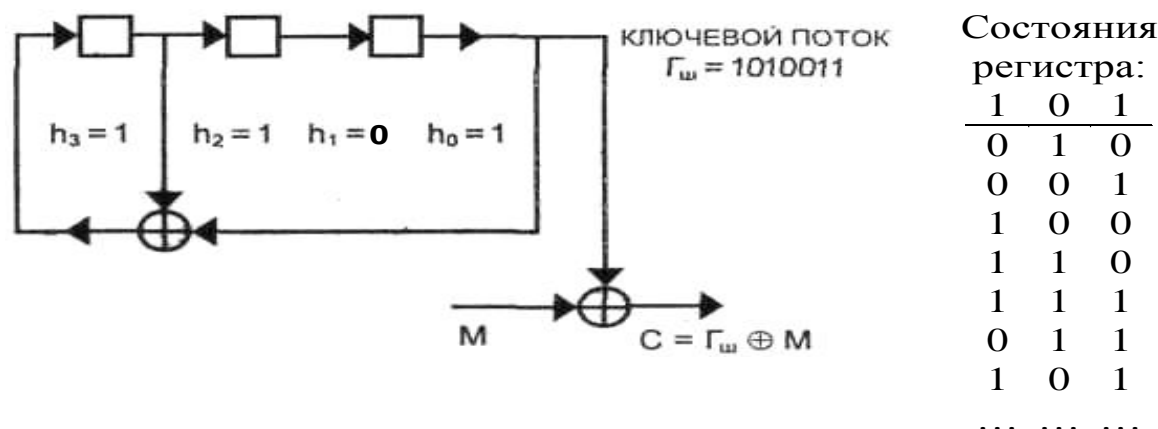 КЛЮЧЕВОЙ ПОТОК
Гш = 1010011
h₃ = 1 h₂ = 1 h₁ = 0 h₀ = 1
M
C = Гш ⊕ M
Состояния
регистра:
1 0 1
0 1 0
0 0 1
1 0 0
1 1 0
1 1 1
0 1 1
1 0 1
... ... ...